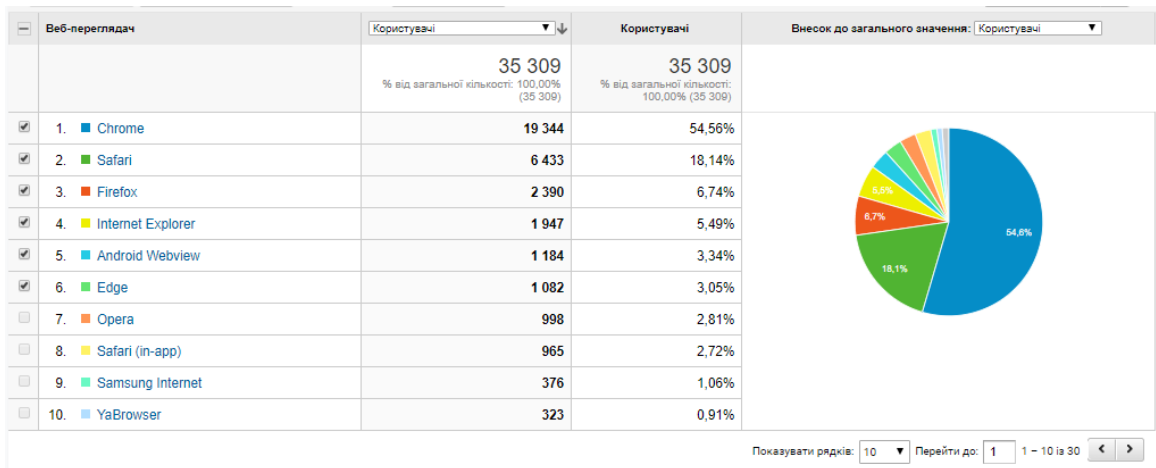 Веб-переглядач Користувачі Користувачі Внесок до загального значення: Користувачі
35 309 35 309
% від загальної кількості: 100,00% % від загальної кількості:
(35 309) 100,00% (35 309)
1. Chrome 19 344 54,56%
2. Safari 6 433 18,14%
3. Firefox 2 390 6,74%
4. Internet Explorer 1 947 5,49%
5. Android Webview 1 184 3,34%
6. Edge 1 082 3,05%
7. Opera 998 2,81%
8. Safari (in-app) 965 2,72%
9. Samsung Internet 376 1,06%
10. YaBrowser 323 0,91%
5,5%
6,7%
54,6%
18,1%
Показувати рядків: 10 Перейти до: 1 1 – 10 із 30